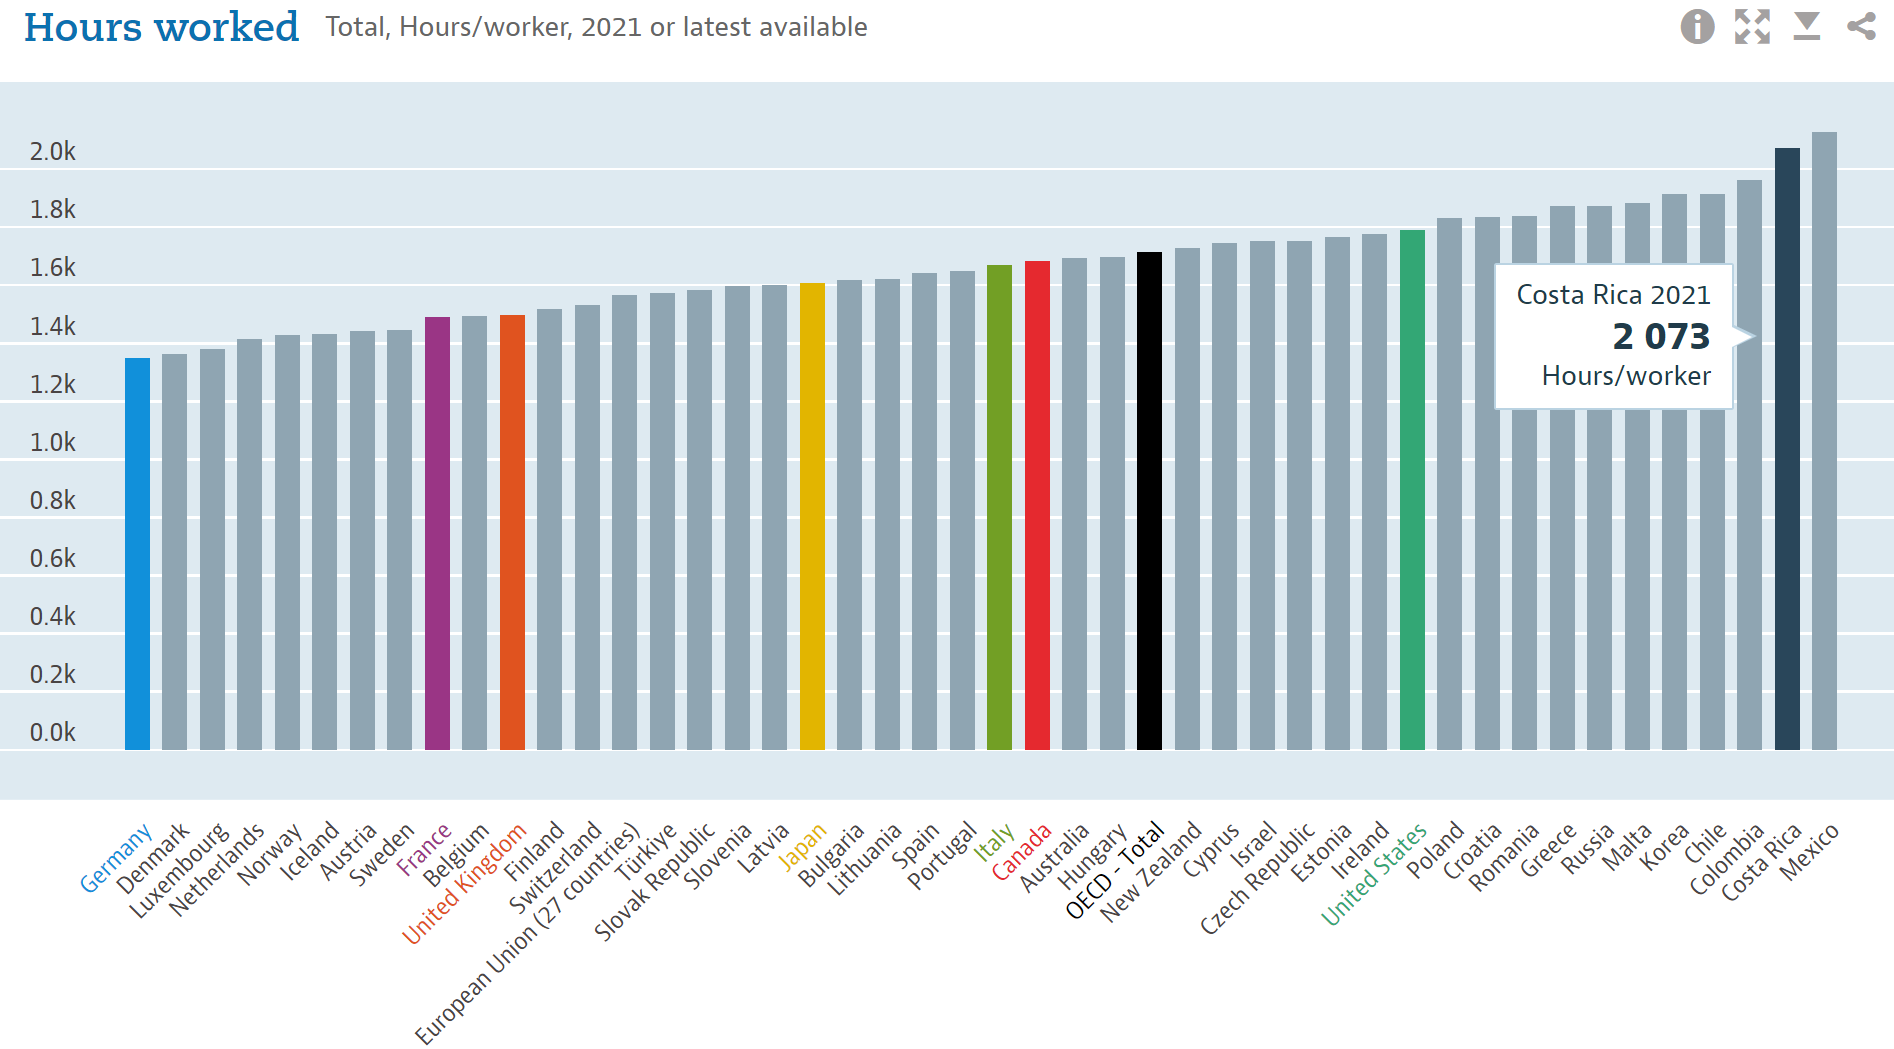 Hours worked Total, Hours/worker, 2021 or latest available
2.0k
1.8k
1.6k
1.4k
1.2k
1.0k
0.8k
0.6k
0.4k
0.2k
0.0k
Costa Rica 2021
2 073
Hours/worker
Germany
Denmark
Luxembourg
Netherlands
Norway
Iceland
Austria
Sweden
France
Belgium
United Kingdom
Finland
Switzerland
European Union (27 countries)
Türkiye
Slovak Republic
Slovenia
Latvia
Japan
Bulgaria
Lithuania
Spain
Portugal
Italy
Canada
Australia
Hungary
OECD - Total
New Zealand
Cyprus
Israel
Czech Republic
Estonia
Ireland
United States
Poland
Croatia
Romania
Greece
Russia
Malta
Korea
Chile
Colombia
Costa Rica
Mexico